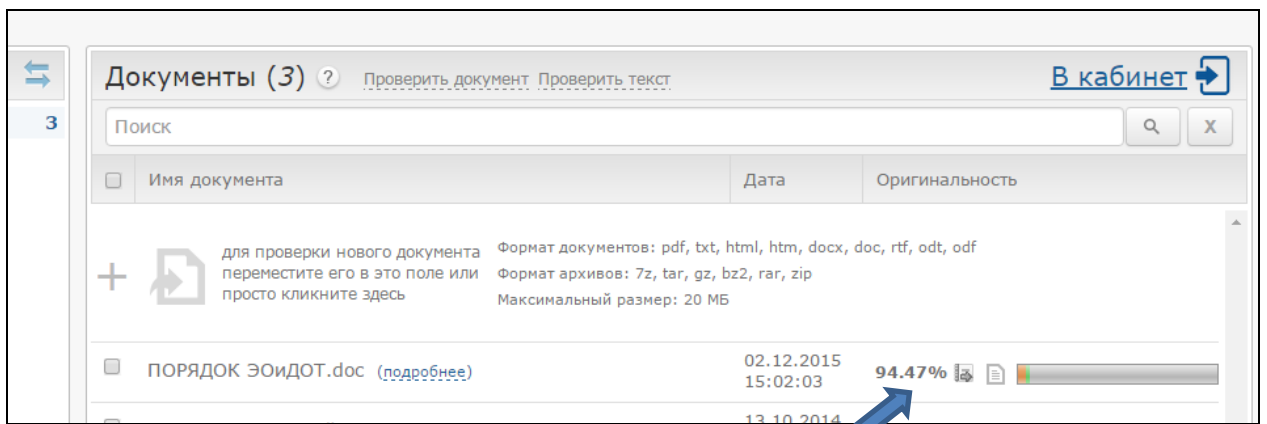 Документы (3) ? Проверить документ Проверить текст В кабинет
3
Поиск X
Имя документа Дата Оригинальность
для проверки нового документа
переместите его в это поле или
просто кликните здесь
Формат документов: pdf, txt, html, htm, docx, doc, rtf, odt, odf
Формат архивов: 7z, tar, gz, bz2, rar, zip
Максимальный размер: 20 МБ
ПОРЯДОК ЭОиДОТ.doc (подробнее) 02.12.2015
15:02:03 94.47%
13.10.2014